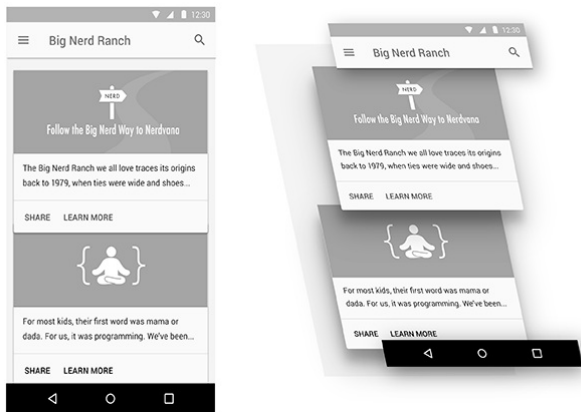 12:30
Big Nerd Ranch
NERD
Follow the Big Nerd Way to Nerdvana
The Big Nerd Ranch we all love traces its origins
back to 1979, when ties were wide and shoes...
SHARE LEARN MORE
{ }
For most kids, their first word was mama or
dada. For us, it was programming. We've been...
SHARE LEARN MORE
12:30
Big Nerd Ranch
NERD
Follow the Big Nerd Way to Nerdvana
The Big Nerd Ranch we all love traces its origins
back to 1979, when ties were wide and shoes...
SHARE LEARN MORE
{ }
For most kids, their first word was mama or
dada. For us, it was programming. We've been...
SHARE LEARN MORE